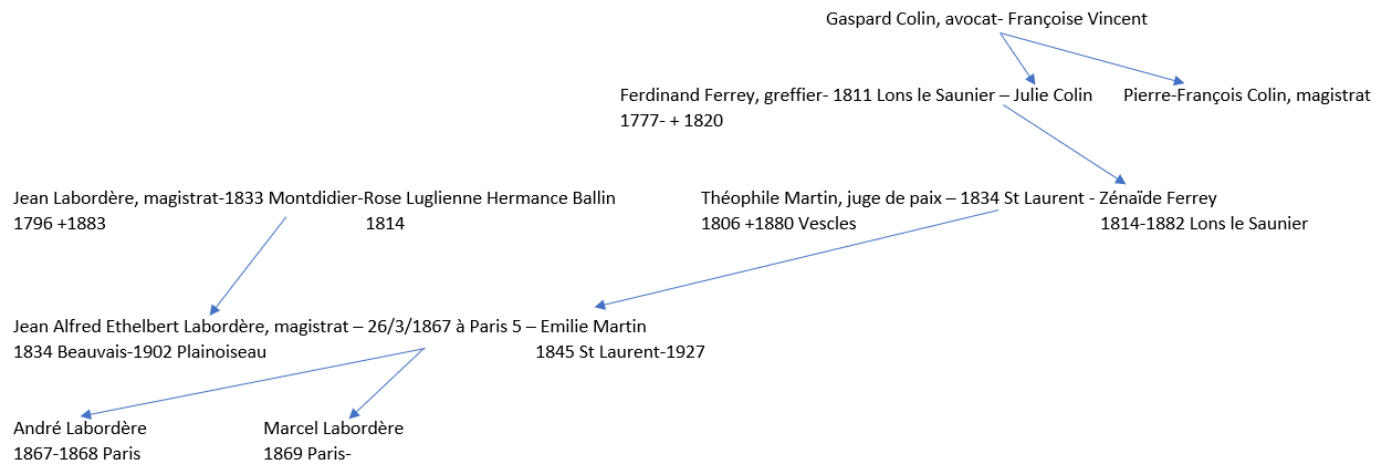 Gaspard Colin, avocat- Françoise Vincent
Ferdinand Ferrey, greffier- 1811 Lons le Saunier – Julie Colin Pierre-François Colin, magistrat
1777- + 1820
Jean Labordère, magistrat-1833 Montdidier-Rose Luglienne Hermance Ballin Théophile Martin, juge de paix – 1834 St Laurent - Zénaïde Ferrey
1796 +1883 1814 1806 +1880 Vescles 1814-1882 Lons le Saunier
Jean Alfred Ethelbert Labordère, magistrat – 26/3/1867 à Paris 5 – Emilie Martin
1834 Beauvais-1902 Plainoiseau 1845 St Laurent-1927
André Labordère Marcel Labordère
1867-1868 Paris 1869 Paris-